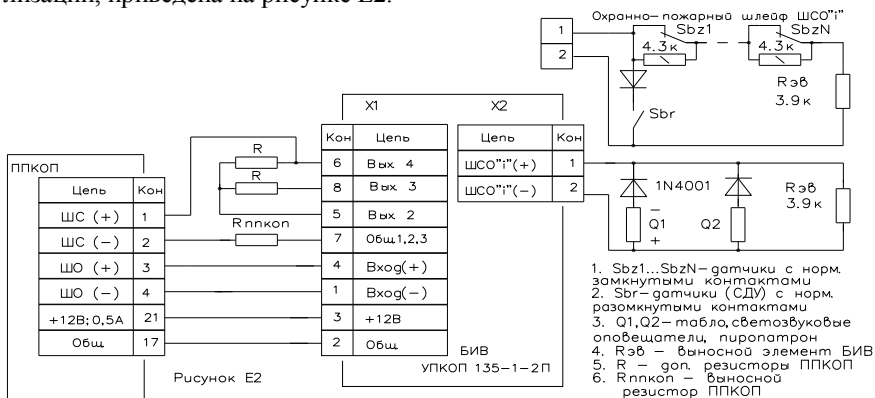 лизации, приведена на рисунке Е2.
Охранно-пожарный шлейф ШСО"i"
1
2
Sbz1
SbzN
4.3к
4.3к
Rэв
3.9к
Sbr
X1
X2
Кон
Цепь
Цепь
Кон
6
Вых 4
8
Вых 3
5
Вых 2
7
Общ1,2,3
4
Вход(+)
1
Вход(-)
3
+12В
2
Общ
ШСО"i"(+)
1
ШСО"i"(-)
2
R
R
Rппкоп
ППКОП
Цепь
Кон
ШС (+)
1
ШС (-)
2
ШО (+)
3
ШО (-)
4
+12В; 0,5А
21
Общ
17
Рисунок Е2
БИВ
УПКОП 135-1-2П
1N4001
-
Q1
+
Q2
Rэв
3.9к
1. Sbz1...SbzN-датчики с норм.
замкнутыми контактами
2. Sbr-датчики (СДУ) с норм.
разомкнутыми контактами
3. Q1,Q2-табло,светозвуковые
оповещатели, пиропатрон
4. Rэв - выносной элемент БИВ
5. R - доп. резисторы ППКОП
6. Rппкоп - выносной
резистор ППКОП